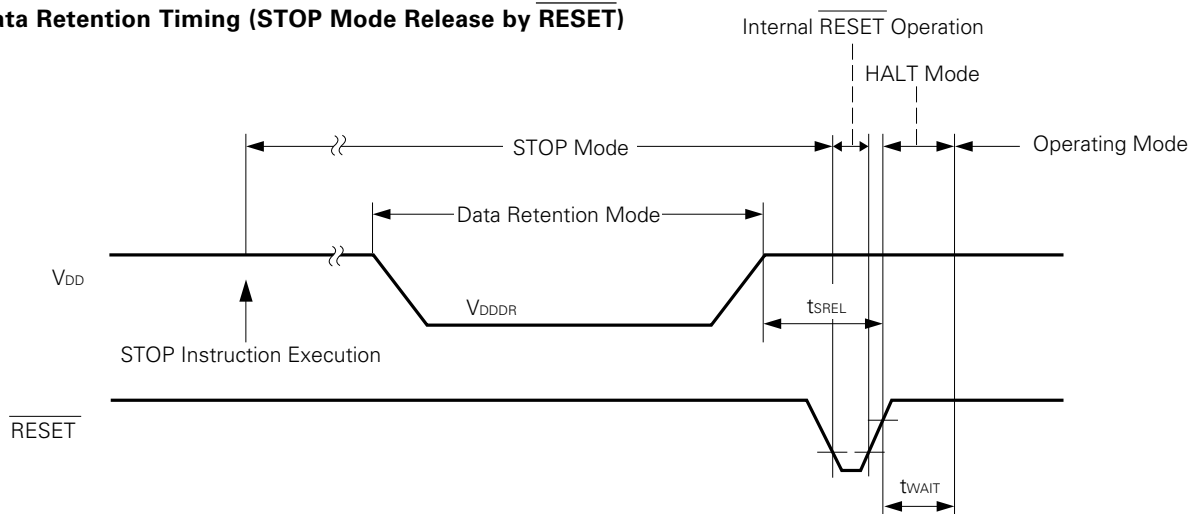 ata Retention Timing (STOP Mode Release by RESET)
Internal RESET Operation
HALT Mode
STOP Mode
Operating Mode
Data Retention Mode
VDD
VDDDR
tSREL
STOP Instruction Execution
RESET
tWAIT